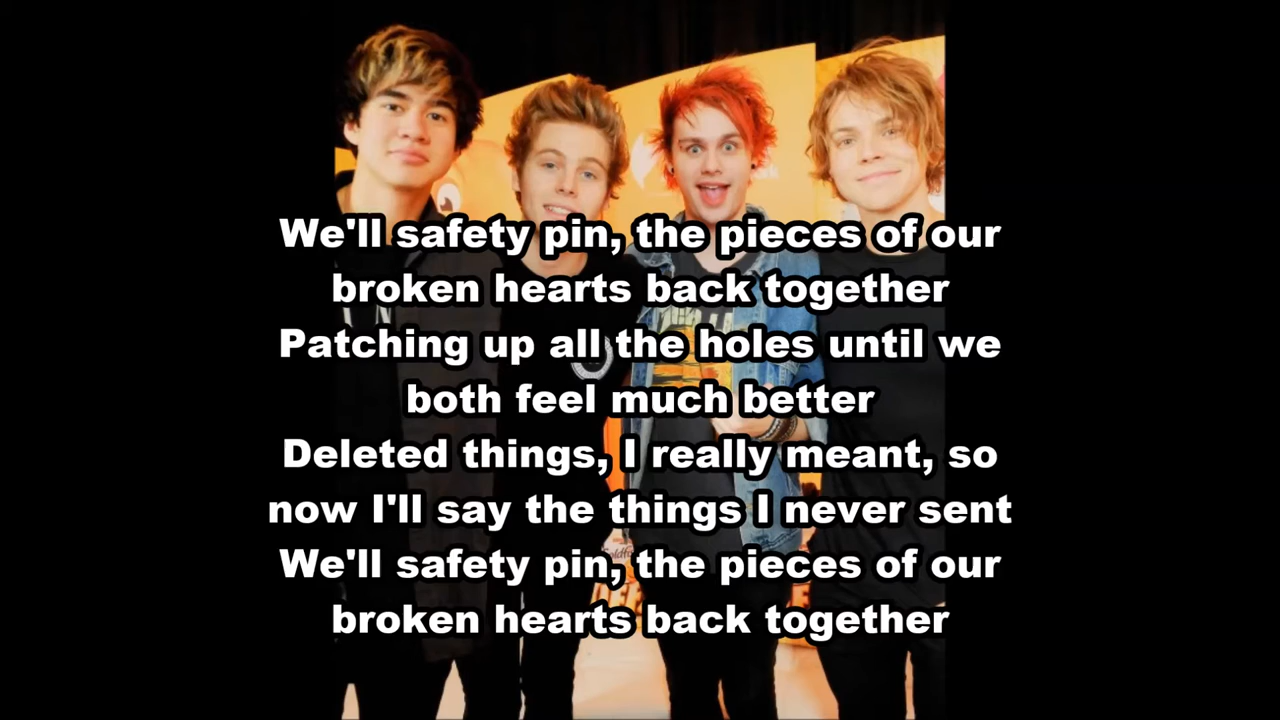 We'll safety pin, the pieces of our
broken hearts back together
Patching up all the holes until we
both feel much better
Deleted things, I really meant, so
now I'll say the things I never sent
We'll safety pin, the pieces of our
broken hearts back together